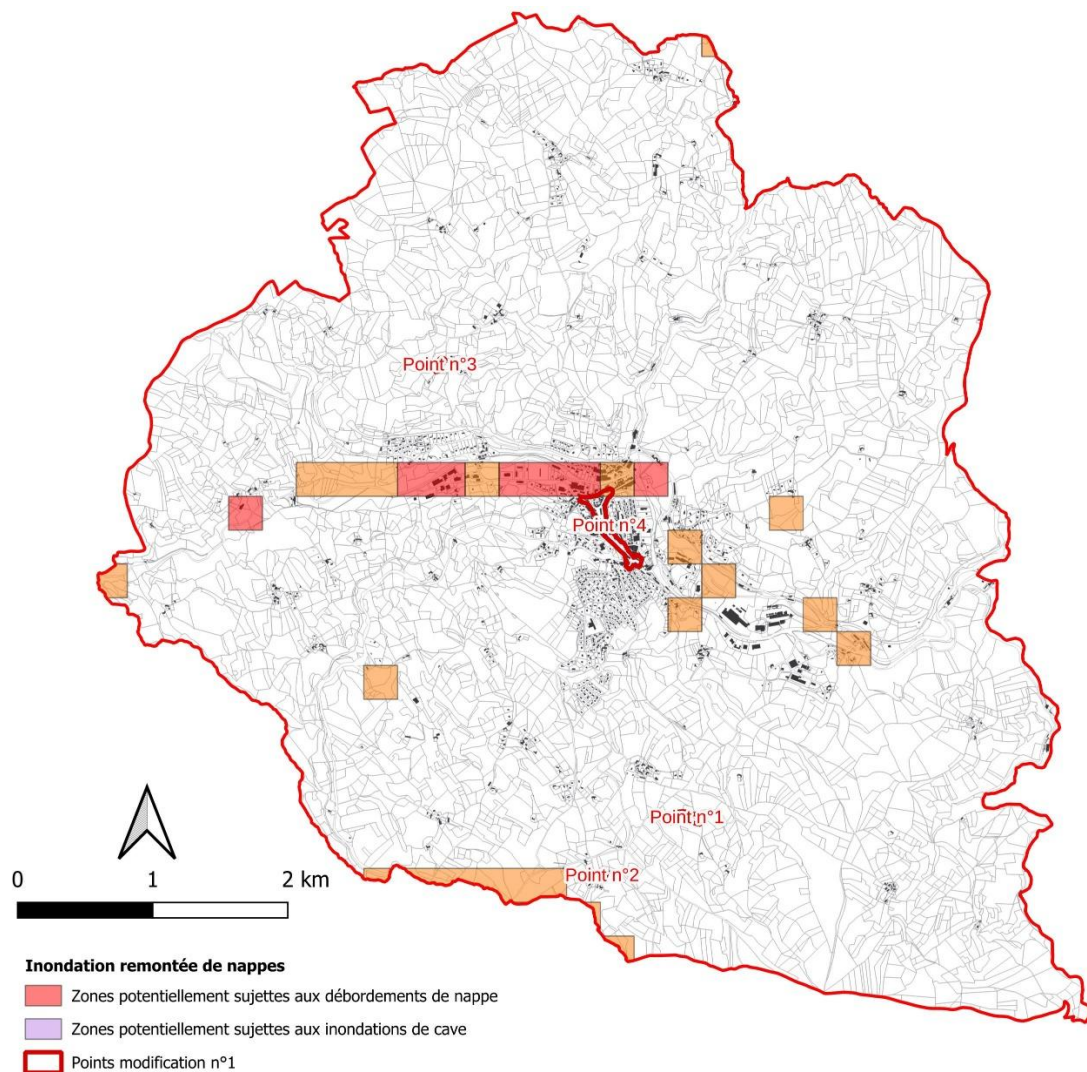 Point n°3
Point n°4
Point n°1
Point n°2
0 1 2 km
Inondation remontée de nappes
Zones potentiellement sujettes aux débordements de nappe
Zones potentiellement sujettes aux inondations de cave
Points modification n°1